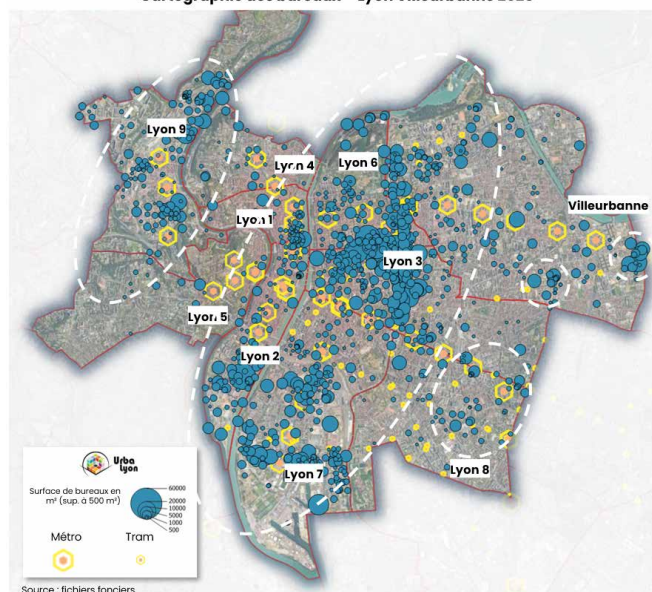 Lyon 9
Lyon 4
Lyon 6
Villeurbanne
Lyon 1
Lyon 3
Lyon 5
Lyon 2
Lyon 7
Lyon 8
Urba
Lyon
Surface de bureaux en
m² (sup. à 500 m²)
60000
20000
10000
5000
1000
500
Métro
Tram
Source : fichiers fonciers